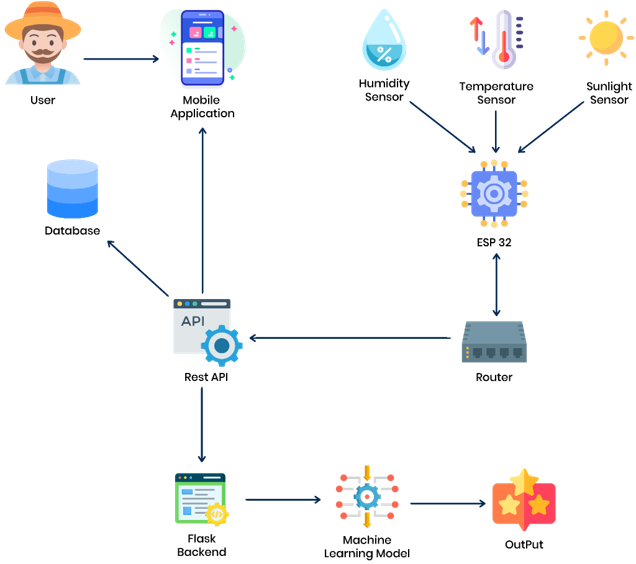 User
Mobile
Application
Humidity
Sensor
Temperature
Sensor
Sunlight
Sensor
%
Database
ESP 32
API
Rest API
Router
</>
Flask
Backend
Machine
Learning Model
OutPut